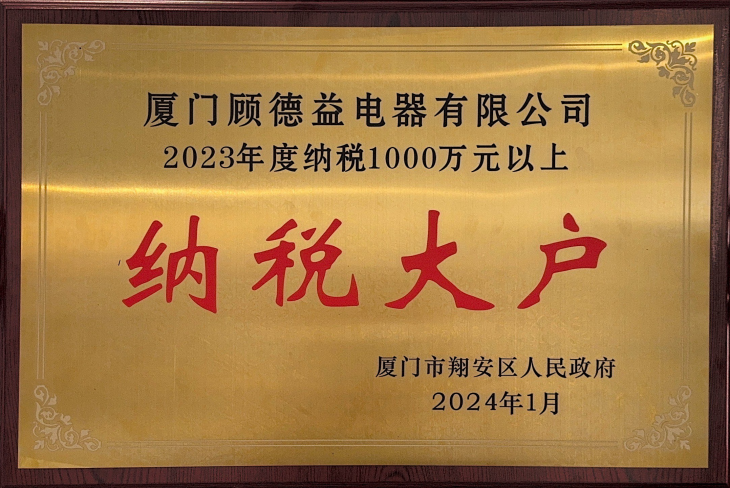 厦门顾德益电器有限公司
2023年度纳税1000万元以上
纳税大户
厦门市翔安区人民政府
2024年1月